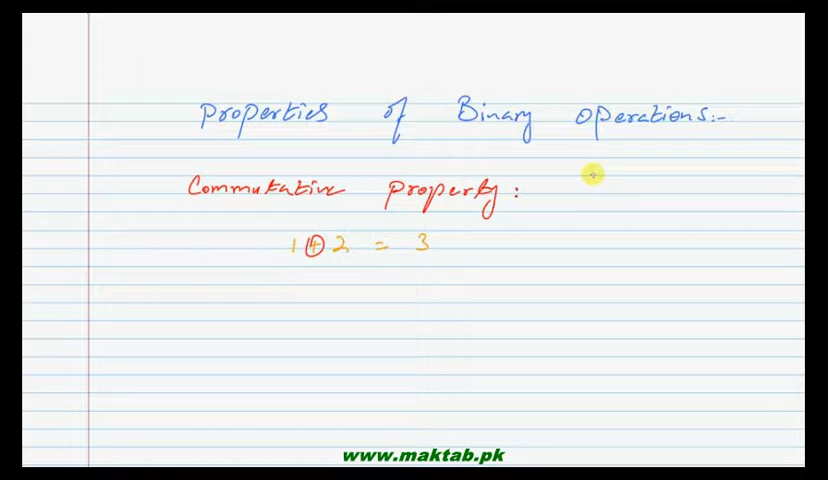 Properties of Binary Operations:-
Commutative Property:
1 + 2 = 3
www.maktab.pk